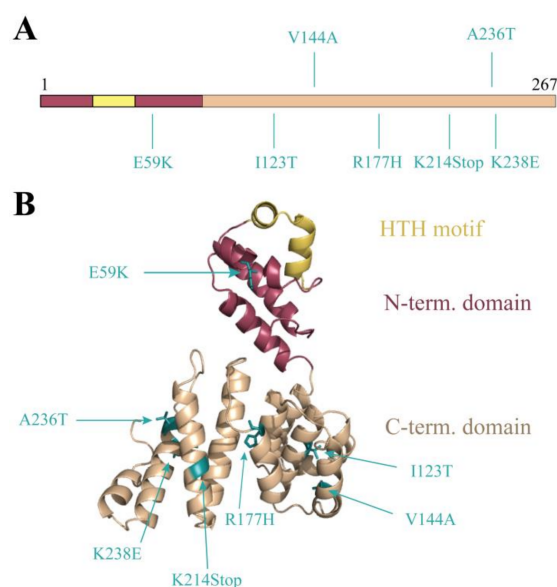 A
V144A
A236T
1
267
E59K
I123T
R177H
K214Stop
K238E
B
HTH motif
E59K
N-term. domain
A236T
C-term. domain
I123T
R177H
V144A
K238E
K214Stop